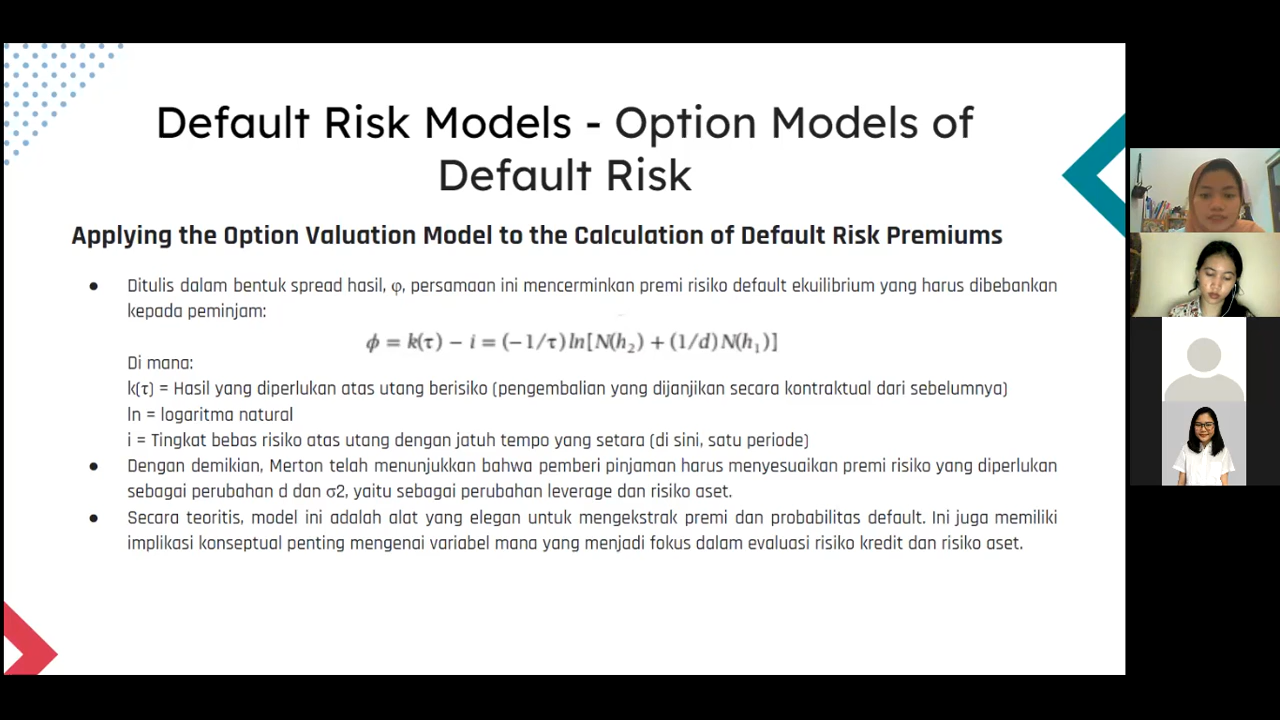 Default Risk Models - Option Models of
Default Risk
Applying the Option Valuation Model to the Calculation of Default Risk Premiums
● Ditulis dalam bentuk spread hasil, φ, persamaan ini mencerminkan premi risiko default ekuilibrium yang harus dibebankan
kepada peminjam:
ϕ = k(τ) − i = (−1/τ) ln[N(h₂) + (1/d)N(h₁)]
Di mana:
k(τ) = Hasil yang diperlukan atas utang berisiko (pengembalian yang dijanjikan secara kontraktual dari sebelumnya)
ln = logaritma natural
i = Tingkat bebas risiko atas utang dengan jatuh tempo yang setara (di sini, satu periode)
● Dengan demikian, Merton telah menunjukkan bahwa pemberi pinjaman harus menyesuaikan premi risiko yang diperlukan
sebagai perubahan d dan σ2, yaitu sebagai perubahan leverage dan risiko aset.
● Secara teoritis, model ini adalah alat yang elegan untuk mengekstrak premi dan probabilitas default. Ini juga memiliki
implikasi konseptual penting mengenai variabel mana yang menjadi fokus dalam evaluasi risiko kredit dan risiko aset.